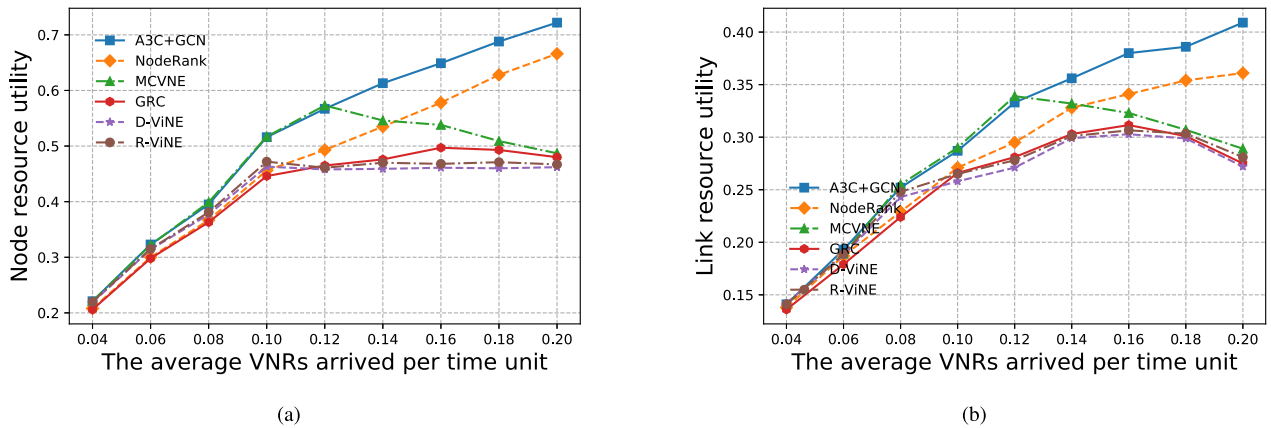 Node resource utility
0.7
0.6
0.5
0.4
0.3
0.2
A3C+GCN
NodeRank
MCVNE
GRC
D-ViNE
R-ViNE
0.04 0.06 0.08 0.10 0.12 0.14 0.16 0.18 0.20
The average VNRs arrived per time unit
(a)
Link resource utility
0.40
0.35
0.30
0.25
0.20
0.15
A3C+GCN
NodeRank
MCVNE
GRC
D-ViNE
R-ViNE
0.04 0.06 0.08 0.10 0.12 0.14 0.16 0.18 0.20
The average VNRs arrived per time unit
(b)